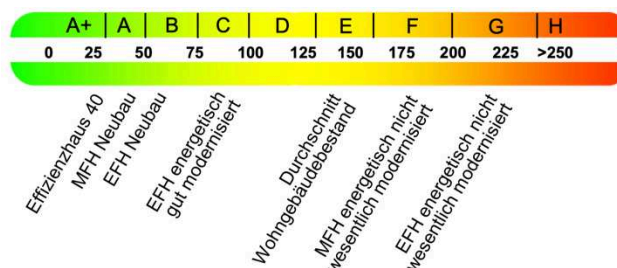 A+ A B C D E F G H
0 25 50 75 100 125 150 175 200 225 >250
Effizienzhaus 40
MFH Neubau
EFH Neubau
EFH energetisch
gut modernisiert
Durchschnitt
Wohngebäudebestand
MFH energetisch nicht
wesentlich modernisiert
EFH energetisch nicht
wesentlich modernisiert